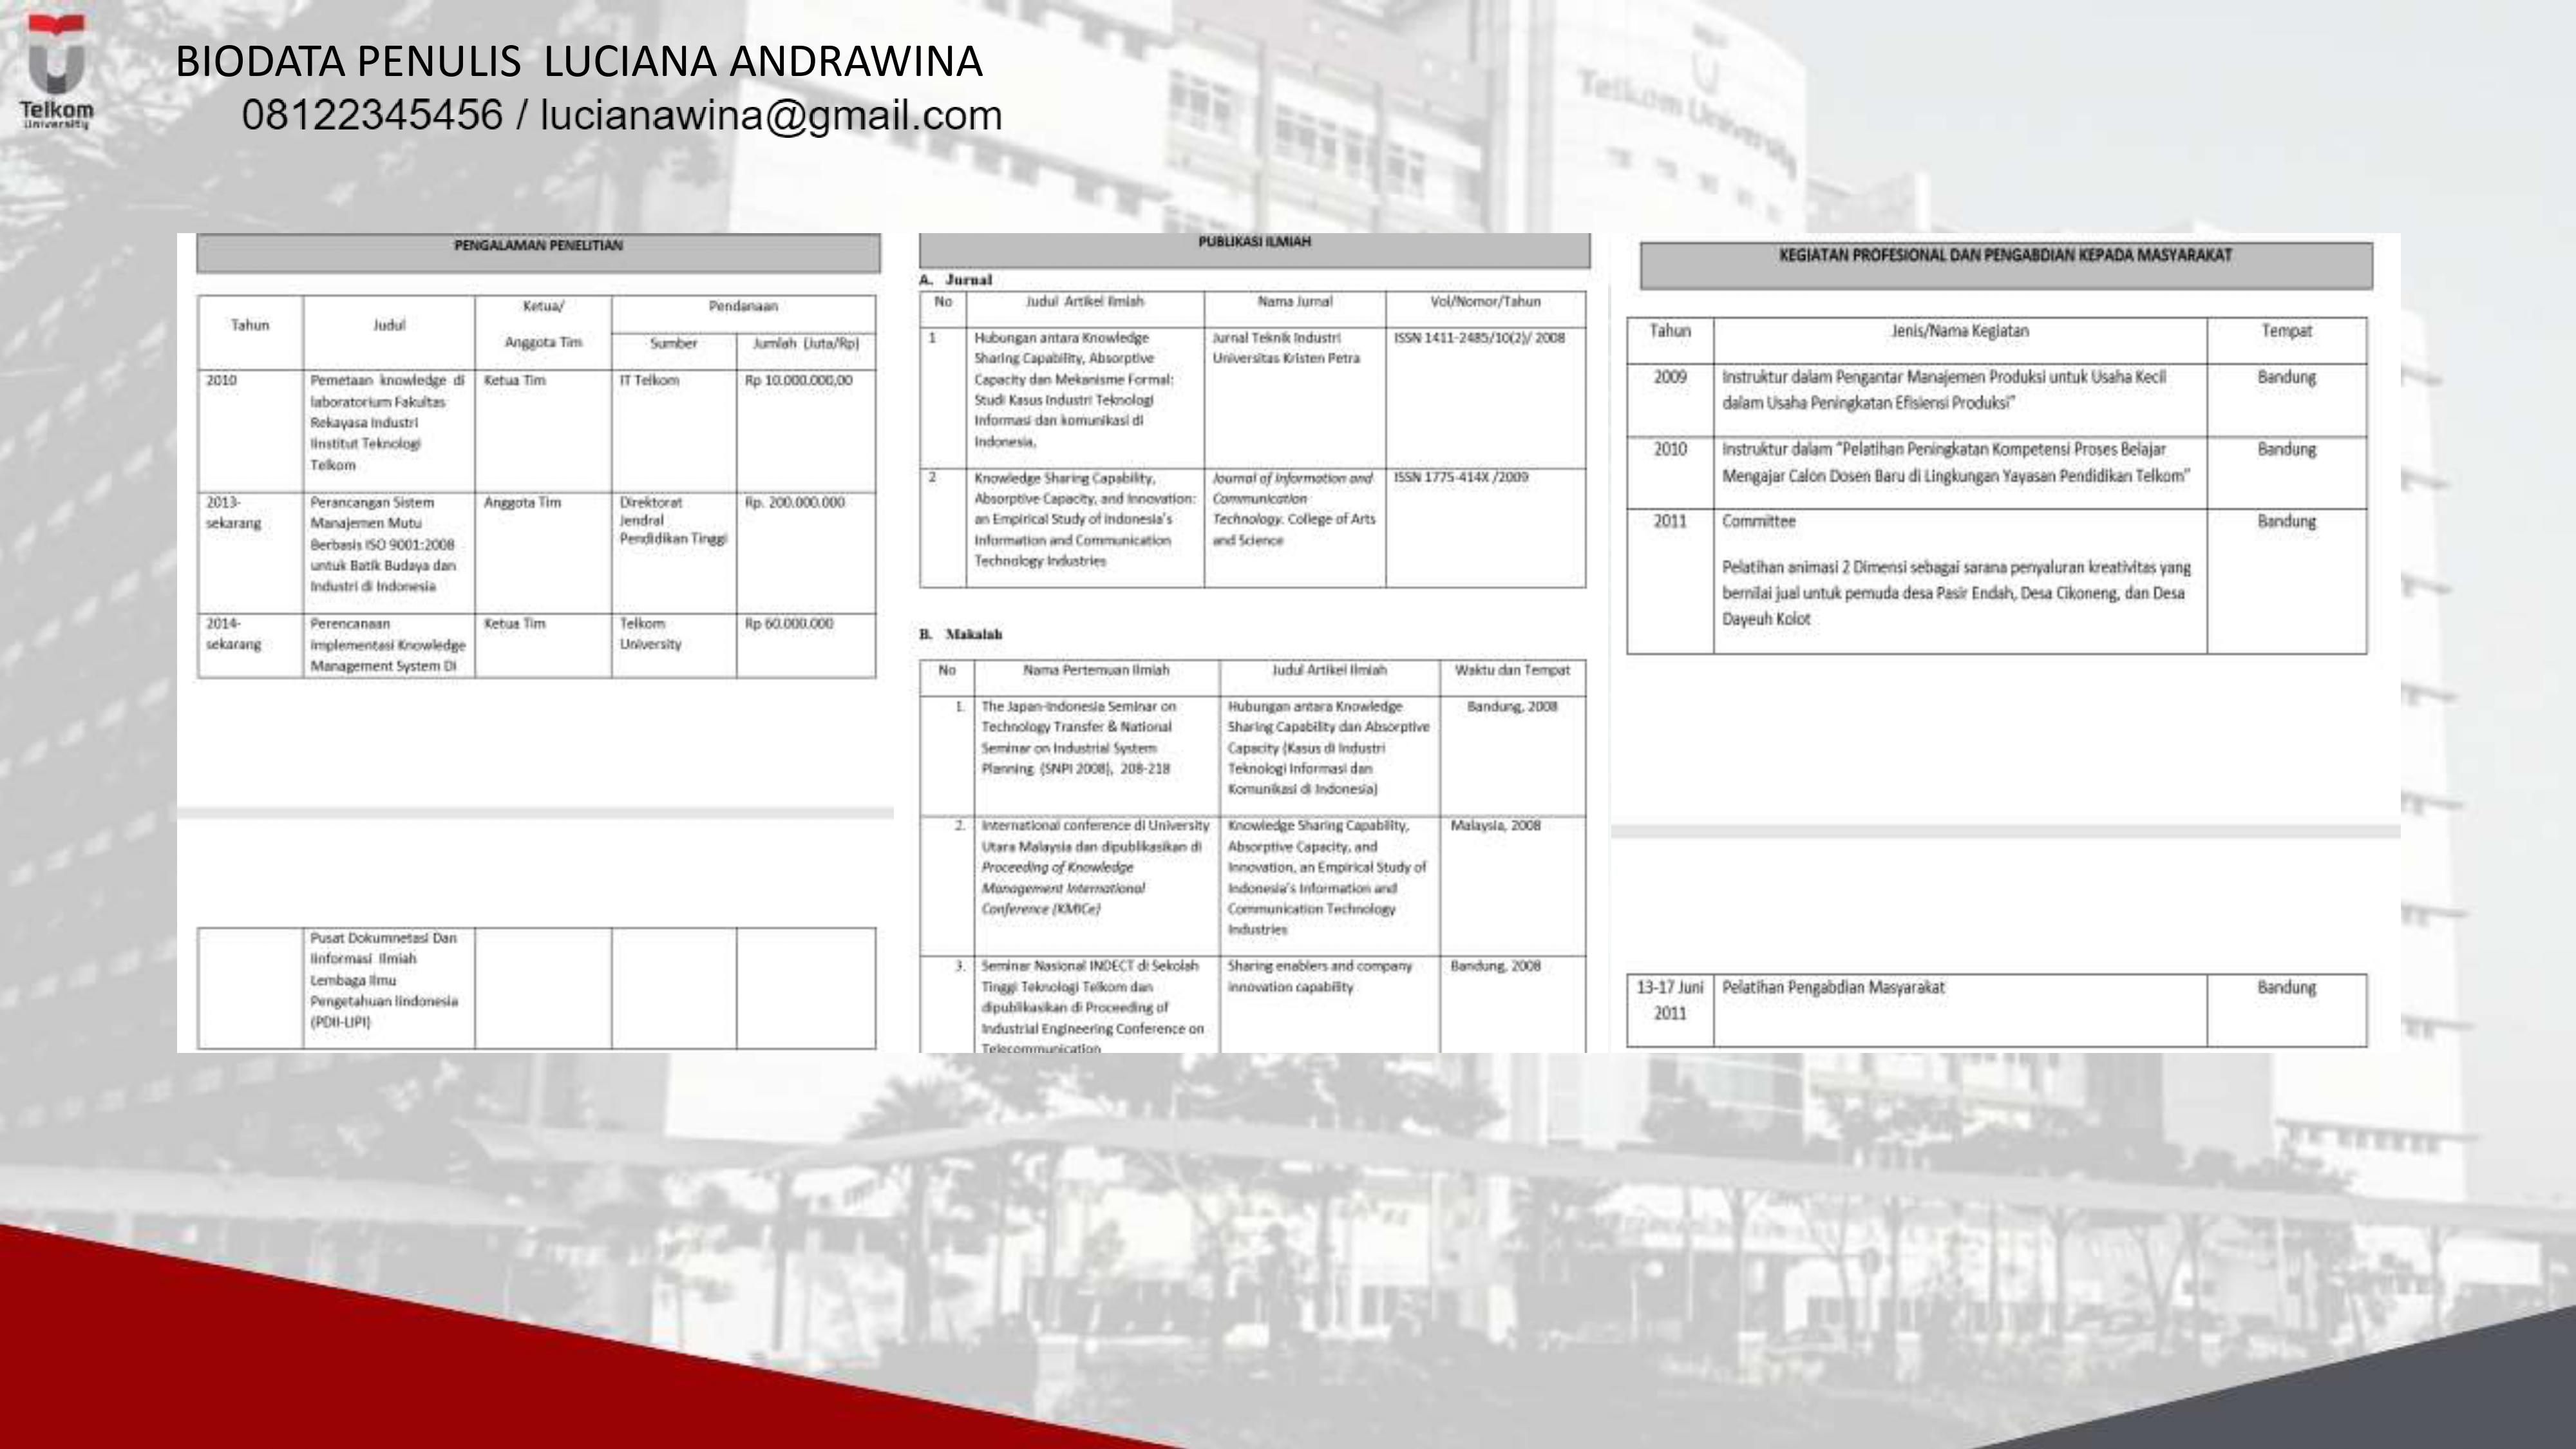 Telkom
University
BIODATA PENULIS LUCIANA ANDRAWINA
08122345456 / lucianawina@gmail.com
Telkom University
PENGALAMAN PENELITIAN
Tahun
Judul
Ketua/
Anggota Tim
Pendanaan
Sumber
Jumlah (Juta/Rp)
2010
Pemetaan knowledge di
laboratorium Fakultas
Rekayasa Industri
Iinstitut Teknologi
Telkom
Ketua Tim
IT Telkom
Rp 10.000.000,00
2013-
sekarang
Perancangan Sistem
Manajemen Mutu
Berbasis ISO 9001:2008
untuk Batik Budaya dan
Industri di Indonesia
Anggota Tim
Direktorat
Jendral
Pendidikan Tinggi
Rp. 200.000.000
2014-
sekarang
Perencanaan
Implementasi Knowledge
Management System Di
Ketua Tim
Telkom
University
Rp 60.000.000
Pusat Dokumnetasi Dan
Iinformasi Ilmiah
Lembaga Ilmu
Pengetahuan Iindonesia
(PDII-LIPI)
PUBLIKASI ILMIAH
A. Jurnal
No
Judul Artikel Ilmiah
Nama Jurnal
Vol/Nomor/Tahun
1
Hubungan antara Knowledge
Sharing Capability, Absorptive
Capacity dan Mekanisme Formal:
Studi Kasus Industri Teknologi
Informasi dan komunikasi di
Indonesia,
Jurnal Teknik Industri
Universitas Kristen Petra
ISSN 1411-2485/10(2)/ 2008
2
Knowledge Sharing Capability,
Absorptive Capacity, and Innovation:
an Empirical Study of Indonesia's
Information and Communication
Technology Industries
Journal of Information and
Communication
Technology. College of Arts
and Science
ISSN 1775-414X /2009
B. Makalah
No
Nama Pertemuan Ilmiah
Judul Artikel Ilmiah
Waktu dan Tempat
1.
The Japan-Indonesia Seminar on
Technology Transfer & National
Seminar on Industrial System
Planning (SNPI 2008), 208-218
Hubungan antara Knowledge
Sharing Capability dan Absorptive
Capacity (Kasus di Industri
Teknologi Informasi dan
Komunikasi di Indonesia)
Bandung, 2008
2.
International conference di University
Utara Malaysia dan dipublikasikan di
Proceeding of Knowledge
Management International
Conference (KMICe)
Knowledge Sharing Capability,
Absorptive Capacity, and
Innovation, an Empirical Study of
Indonesia's Information and
Communication Technology
Industries
Malaysia, 2008
3.
Seminar Nasional INDECT di Sekolah
Tinggi Teknologi Telkom dan
dipublikasikan di Proceeding of
Industrial Engineering Conference on
Telecommunication
Sharing enablers and company
innovation capability
Bandung, 2008
KEGIATAN PROFESIONAL DAN PENGABDIAN KEPADA MASYARAKAT
Tahun
Jenis/Nama Kegiatan
Tempat
2009
Instruktur dalam Pengantar Manajemen Produksi untuk Usaha Kecil
dalam Usaha Peningkatan Efisiensi Produksi"
Bandung
2010
Instruktur dalam "Pelatihan Peningkatan Kompetensi Proses Belajar
Mengajar Calon Dosen Baru di Lingkungan Yayasan Pendidikan Telkom"
Bandung
2011
Committee
Pelatihan animasi 2 Dimensi sebagai sarana penyaluran kreativitas yang
bernilai jual untuk pemuda desa Pasir Endah, Desa Cikoneng, dan Desa
Dayeuh Kolot
Bandung
13-17 Juni
2011
Pelatihan Pengabdian Masyarakat
Bandung